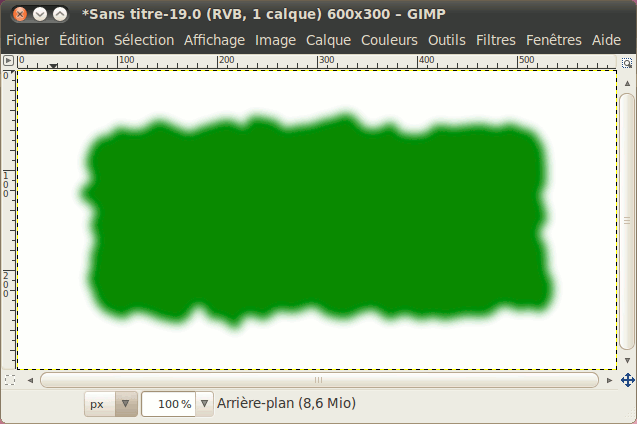 *Sans titre-19.0 (RVB, 1 calque) 600x300 – GIMP
Fichier Édition Sélection Affichage Image Calque Couleurs Outils Filtres Fenêtres Aide
0 100 200 300 400 500
0
100
200
px 100 % Arrière-plan (8,6 Mio)